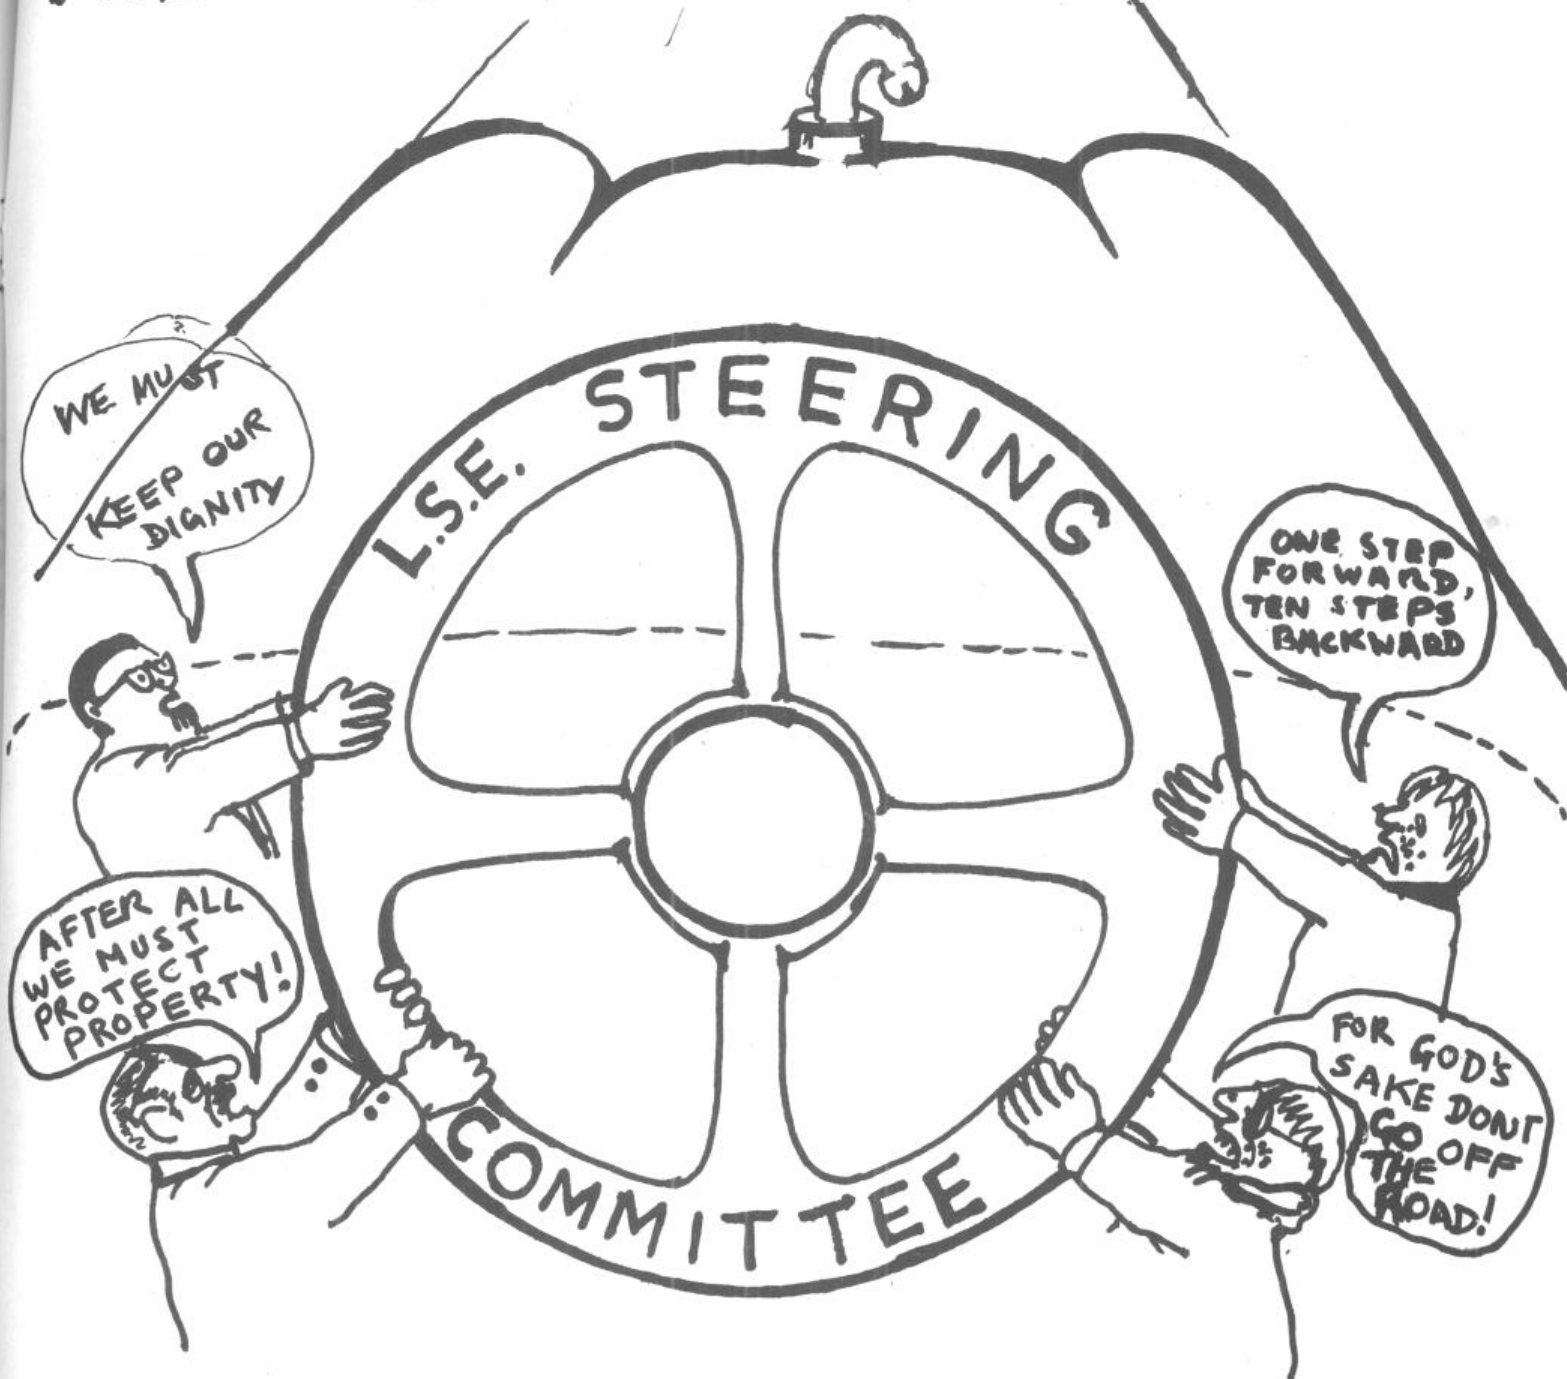 WE MUST
KEEP OUR
DIGNITY
L.S.E. STEERING
COMMITTEE
ONE STEP
FORWARD,
TEN STEPS
BACKWARD
AFTER ALL
WE MUST
PROTECT
PROPERTY!
FOR GOD'S
SAKE DONT
GO OFF
THE
ROAD!